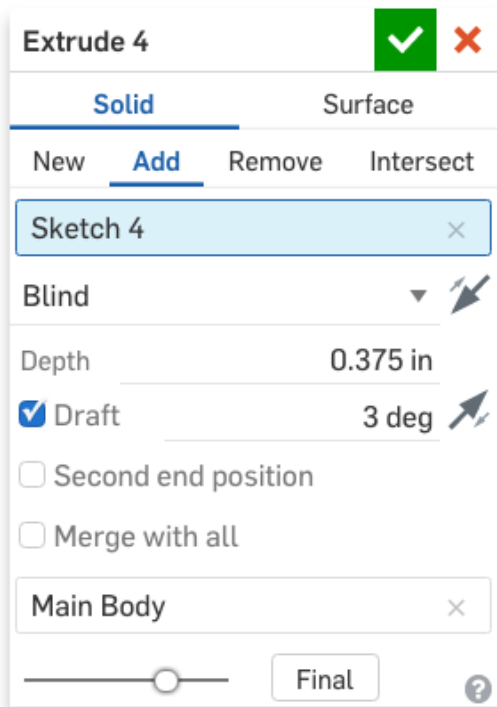 Extrude 4
Solid Surface
New Add Remove Intersect
Sketch 4
Blind
Depth 0.375 in
Draft 3 deg
Second end position
Merge with all
Main Body
Final
?